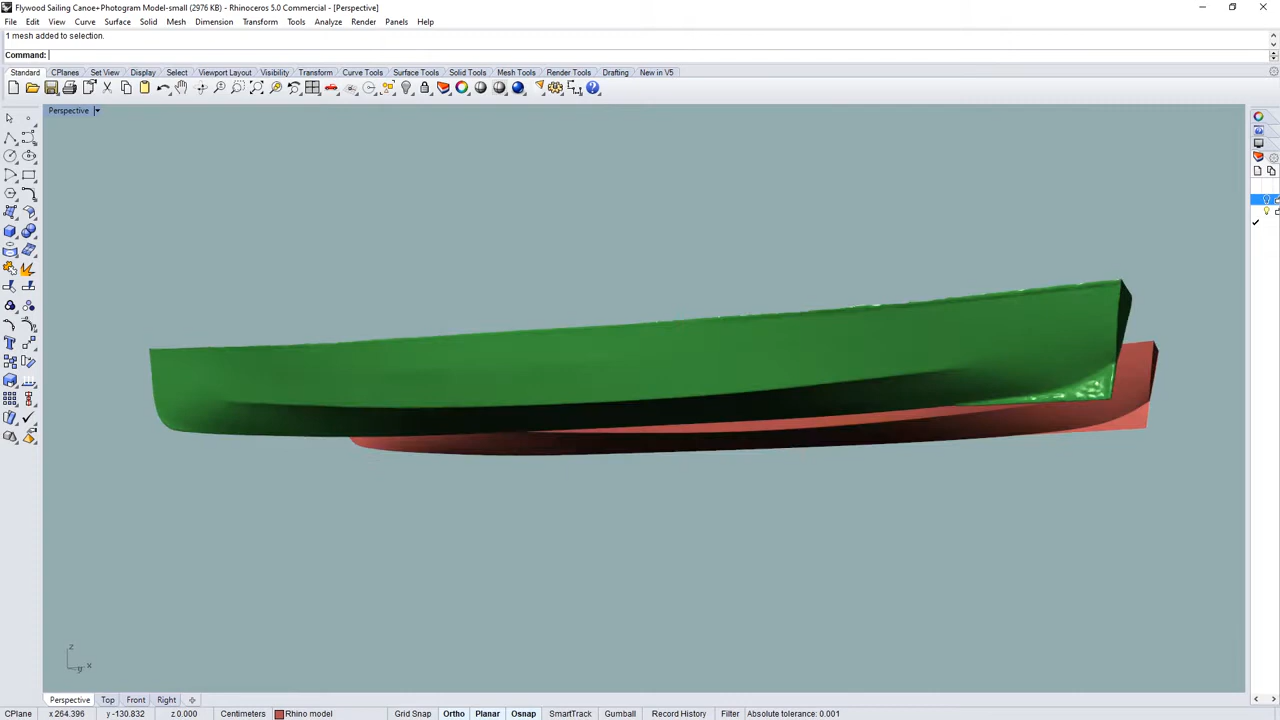 Flywood Sailing Canoe+Photogram Model-small (2976 KB) - Rhinoceros 5.0 Commercial - [Perspective]
File Edit View Curve Surface Solid Mesh Dimension Transform Tools Analyze Render Panels Help
1 mesh added to selection.
Command:
Standard CPlanes Set View Display Select Viewport Layout Visibility Transform Curve Tools Surface Tools Solid Tools Mesh Tools Render Tools Drafting New in V5
Perspective
z
y x
Perspective Top Front Right
CPlane x 264.396 y -130.832 z 0.000 Centimeters Rhino model Grid Snap Ortho Planar Osnap SmartTrack Gumball Record History Filter Absolute tolerance: 0.001